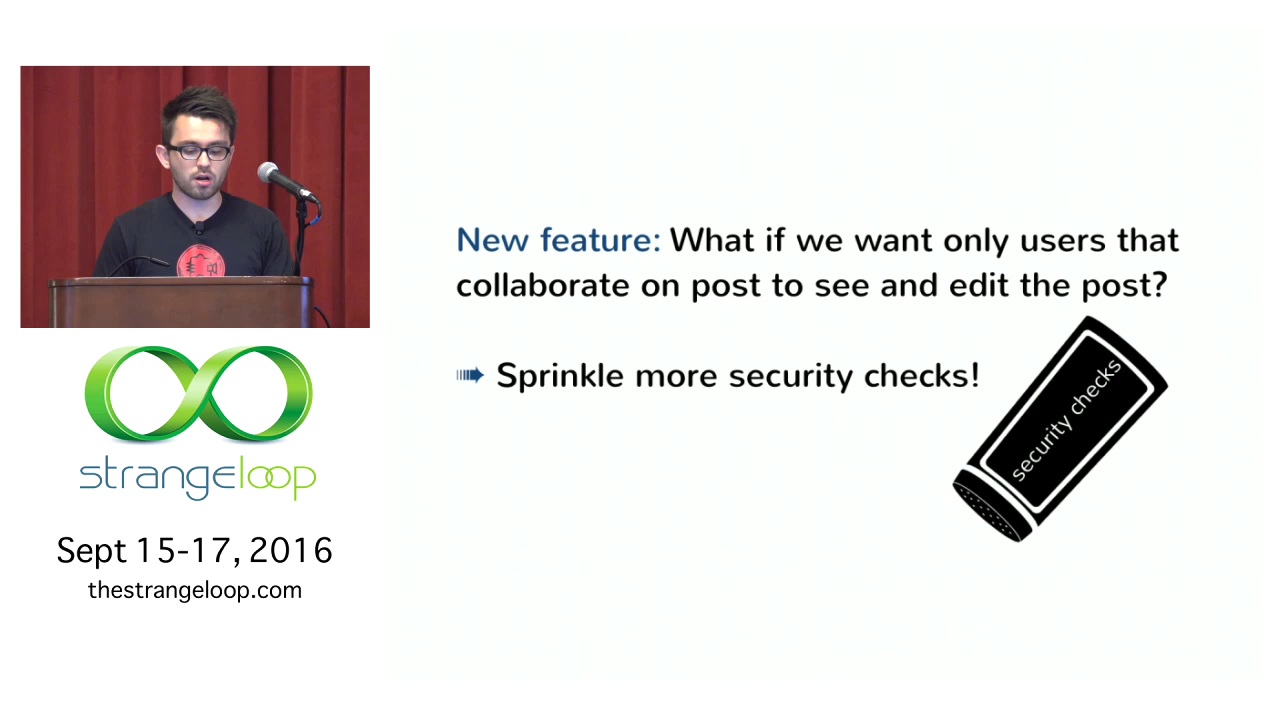 New feature: What if we want only users that
collaborate on post to see and edit the post?
➠ Sprinkle more security checks!
security checks
strangeloop
Sept 15-17, 2016
thestrangeloop.com